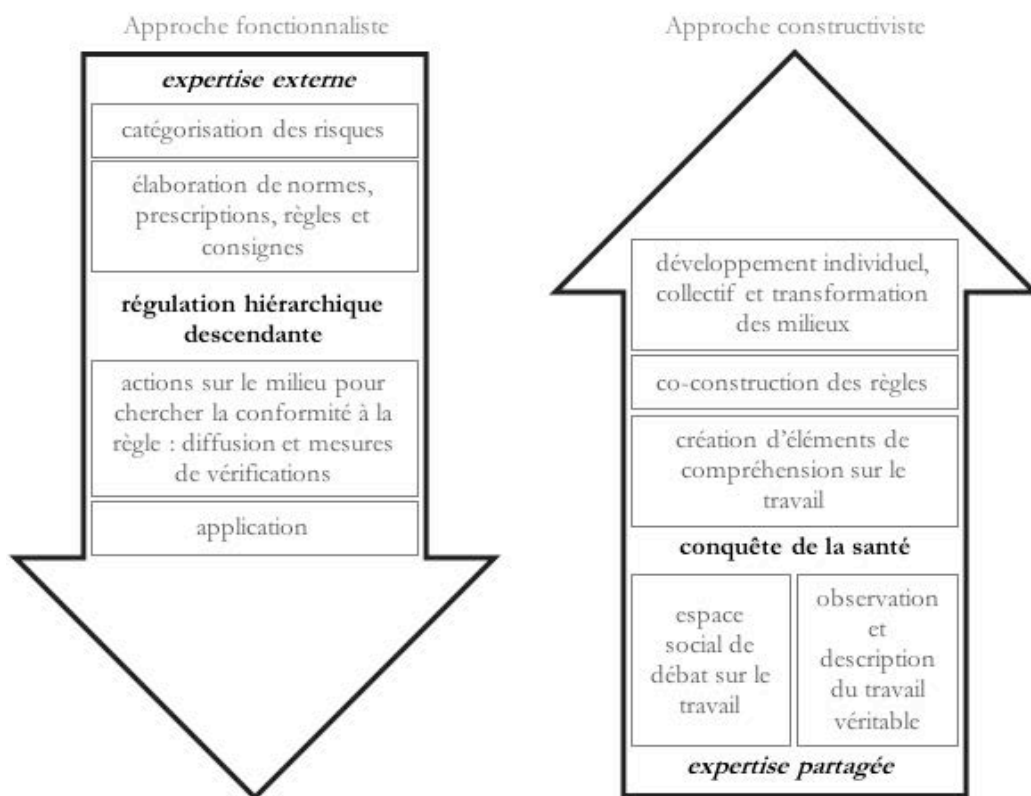 Approche fonctionnaliste
expertise externe
catégorisation des risques
élaboration de normes,
prescriptions, règles et
consignes
régulation hiérarchique
descendante
actions sur le milieu pour
chercher la conformité à la
règle : diffusion et mesures
de vérifications
application
Approche constructiviste
développement individuel,
collectif et transformation
des milieux
co-construction des règles
création d'éléments de
compréhension sur le
travail
conquête de la santé
espace
social de
débat sur le
travail
observation
et
description
du travail
véritable
expertise partagée